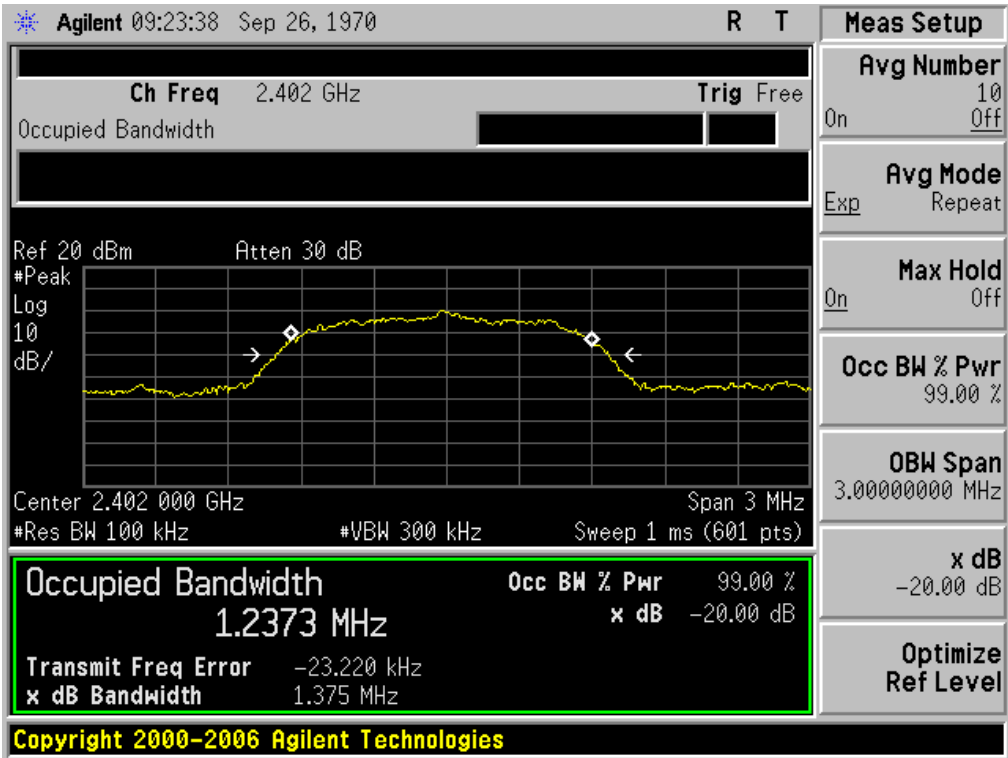 Agilent 09:23:38 Sep 26, 1970 R T
Meas Setup
Ch Freq 2.402 GHz Trig Free
Occupied Bandwidth
Avg Number
10
On Off
Avg Mode
Exp Repeat
Max Hold
On Off
Occ BW % Pwr
99.00 %
OBW Span
3.00000000 MHz
x dB
-20.00 dB
Optimize
Ref Level
Ref 20 dBm Atten 30 dB
#Peak
Log
10
dB/
Center 2.402 000 GHz Span 3 MHz
#Res BW 100 kHz #VBW 300 kHz Sweep 1 ms (601 pts)
Occupied Bandwidth Occ BW % Pwr 99.00 %
1.2373 MHz x dB -20.00 dB
Transmit Freq Error -23.220 kHz
x dB Bandwidth 1.375 MHz
Copyright 2000-2006 Agilent Technologies